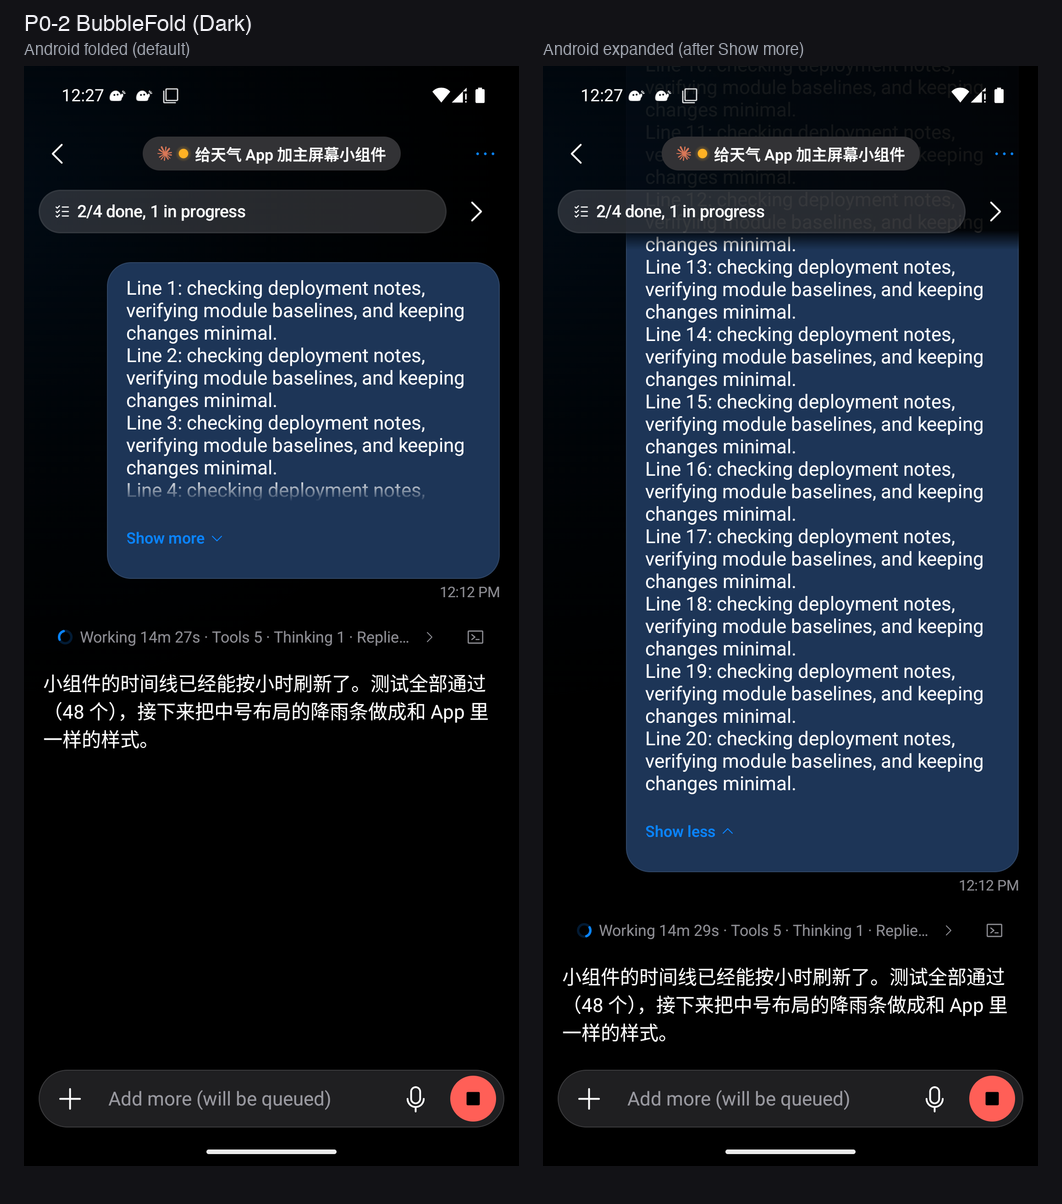 P0-2 BubbleFold (Dark)
Android folded (default)
12:27
给天气 App 加主屏幕小组件
2/4 done, 1 in progress
Line 1: checking deployment notes,
verifying module baselines, and keeping
changes minimal.
Line 2: checking deployment notes,
verifying module baselines, and keeping
changes minimal.
Line 3: checking deployment notes,
verifying module baselines, and keeping
changes minimal.
Line 4: checking deployment notes,
Show more
12:12 PM
Working 14m 27s · Tools 5 · Thinking 1 · Replie...
小组件的时间线已经能按小时刷新了。测试全部通过
（48 个），接下来把中号布局的降雨条做成和 App 里
一样的样式。
Add more (will be queued)
Android expanded (after Show more)
12:27
给天气 App 加主屏幕小组件
Line 11: checking deployment notes,
2/4 done, 1 in progress
changes minimal.
Line 13: checking deployment notes,
verifying module baselines, and keeping
changes minimal.
Line 14: checking deployment notes,
verifying module baselines, and keeping
changes minimal.
Line 15: checking deployment notes,
verifying module baselines, and keeping
changes minimal.
Line 16: checking deployment notes,
verifying module baselines, and keeping
changes minimal.
Line 17: checking deployment notes,
verifying module baselines, and keeping
changes minimal.
Line 18: checking deployment notes,
verifying module baselines, and keeping
changes minimal.
Line 19: checking deployment notes,
verifying module baselines, and keeping
changes minimal.
Line 20: checking deployment notes,
verifying module baselines, and keeping
changes minimal.
Show less
12:12 PM
Working 14m 29s · Tools 5 · Thinking 1 · Replie...
小组件的时间线已经能按小时刷新了。测试全部通过
（48 个），接下来把中号布局的降雨条做成和 App 里
一样的样式。
Add more (will be queued)